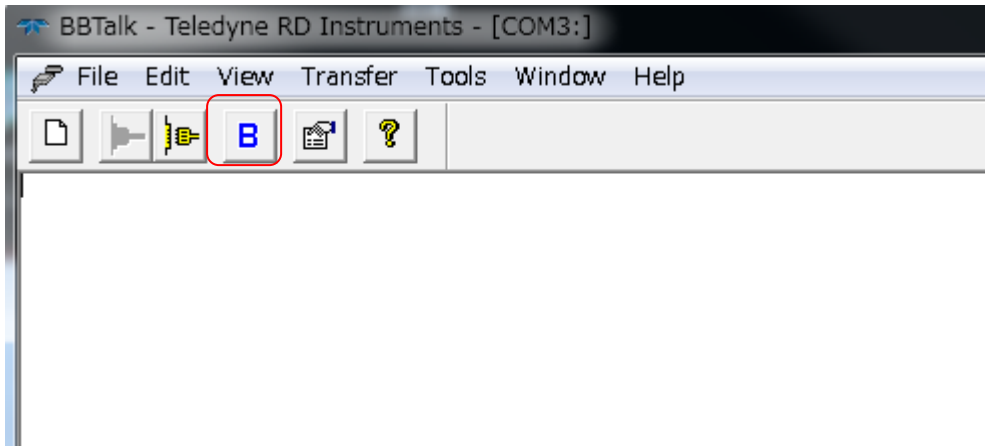 BBTalk - Teledyne RD Instruments - [COM3:]
File Edit View Transfer Tools Window Help
B ?